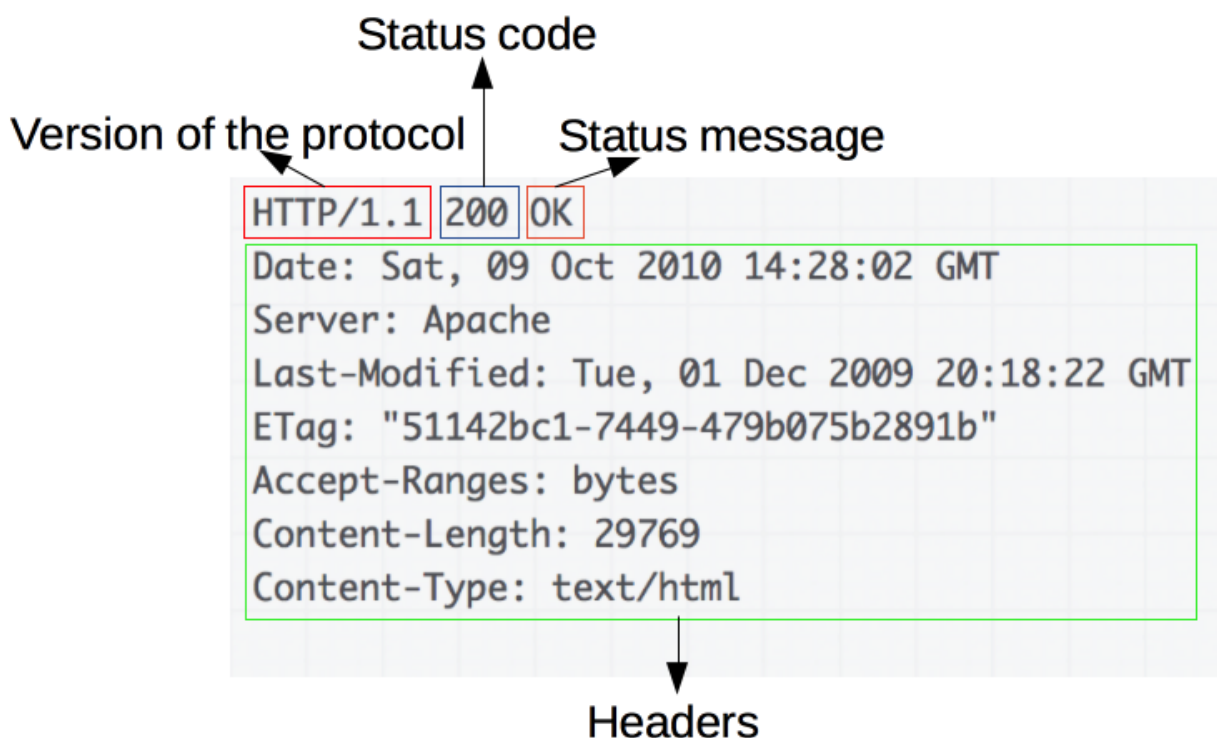 Status code
Version of the protocol
Status message
HTTP/1.1 200 OK
Date: Sat, 09 Oct 2010 14:28:02 GMT
Server: Apache
Last-Modified: Tue, 01 Dec 2009 20:18:22 GMT
ETag: "51142bc1-7449-479b075b2891b"
Accept-Ranges: bytes
Content-Length: 29769
Content-Type: text/html
Headers